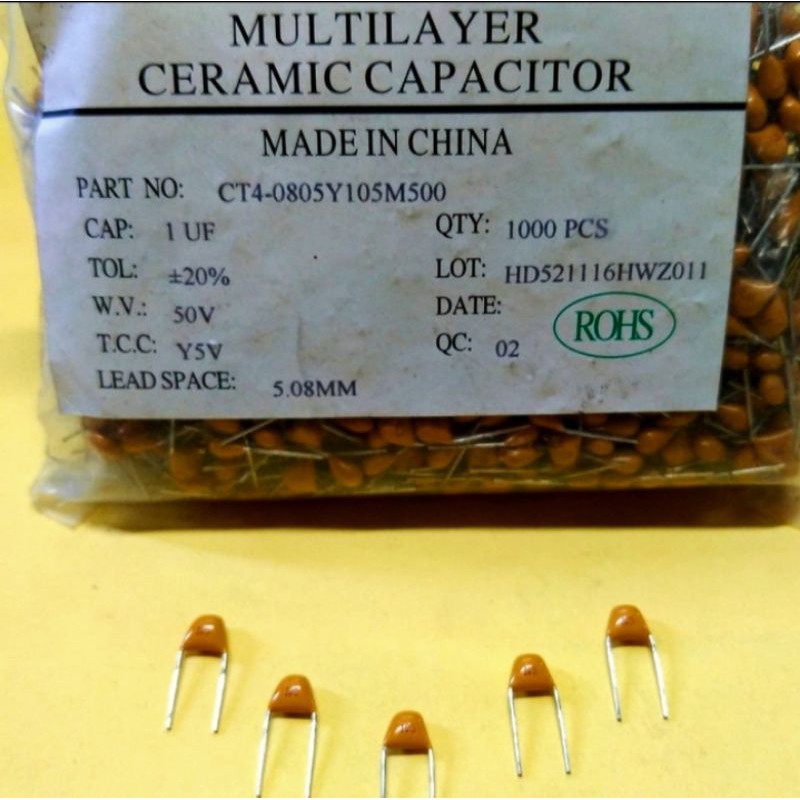 MULTILAYER
CERAMIC CAPACITOR
MADE IN CHINA
PART NO: CT4-0805Y105M500
CAP: 1 UF QTY: 1000 PCS
TOL: ±20% LOT: HD521116HWZ011
W.V.: 50V DATE:
T.C.C: Y5V QC: 02
ROHS
LEAD SPACE: 5.08MM